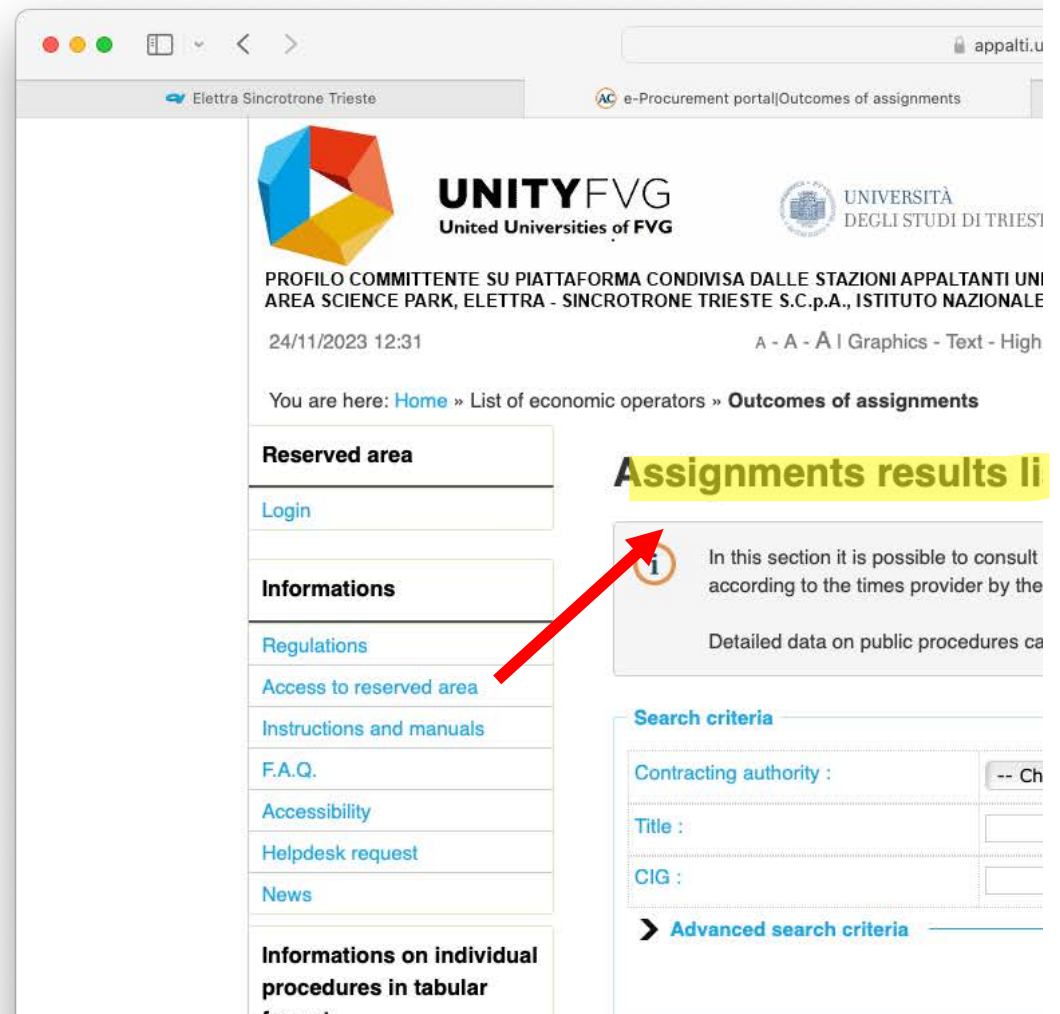 appalti.u
Elettra Sincrotrone Trieste
AC e-Procurement portal|Outcomes of assignments
UNITYFVG
United Universities of FVG
UNIVERSITÀ
DEGLI STUDI DI TRIEST
PROFILO COMMITTENTE SU PIATTAFORMA CONDIVISA DALLE STAZIONI APPALTANTI UNI
AREA SCIENCE PARK, ELETTRA - SINCROTRONE TRIESTE S.C.p.A., ISTITUTO NAZIONALE
24/11/2023 12:31
A - A - A | Graphics - Text - High
You are here: Home » List of economic operators » Outcomes of assignments
Reserved area
Login
Informations
Regulations
Access to reserved area
Instructions and manuals
F.A.Q.
Accessibility
Helpdesk request
News
Informations on individual
procedures in tabular
Assignments results li
i
In this section it is possible to consult
according to the times provider by the
Detailed data on public procedures ca
Search criteria
Contracting authority :
-- Ch
Title :
CIG :
Advanced search criteria